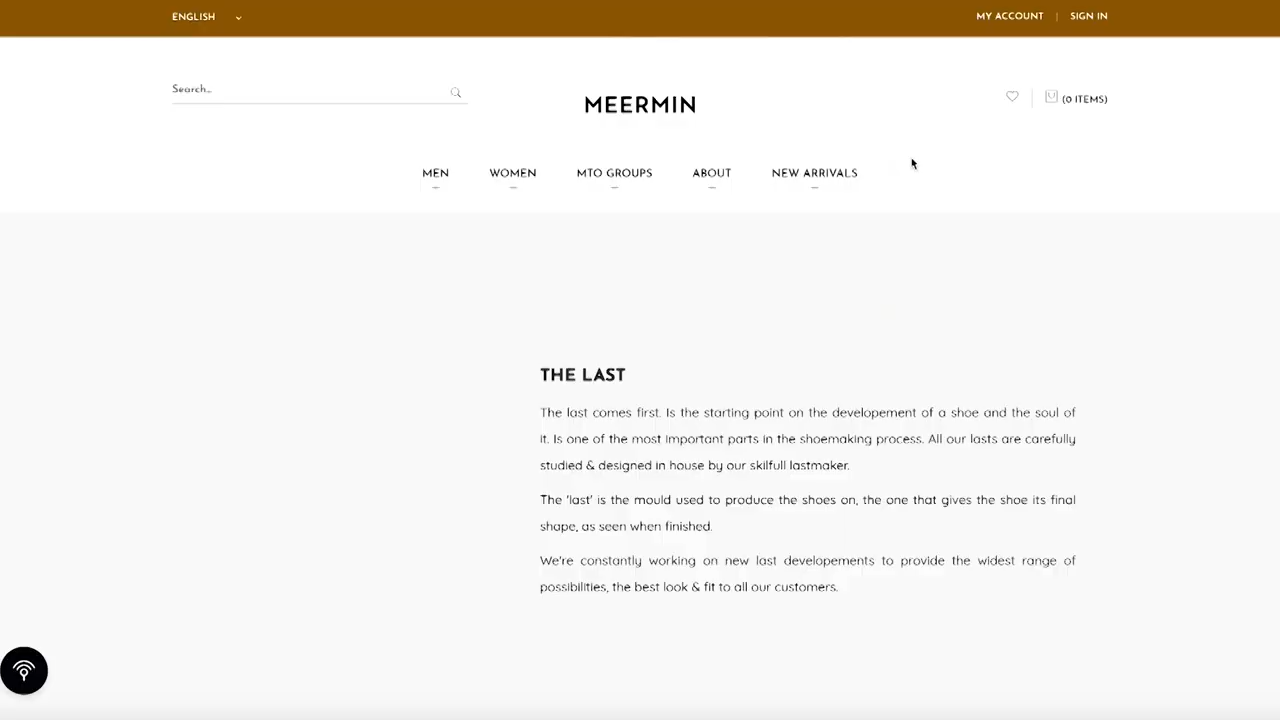 ENGLISH
MY ACCOUNT | SIGN IN
Search...
MEERMIN
(0 ITEMS)
MEN WOMEN MTO GROUPS ABOUT NEW ARRIVALS
THE LAST
The last comes first. Is the starting point on the developement of a shoe and the soul of
it. Is one of the most important parts in the shoemaking process. All our lasts are carefully
studied & designed in house by our skilfull lastmaker.
The 'last' is the mould used to produce the shoes on, the one that gives the shoe its final
shape, as seen when finished.
We're constantly working on new last developements to provide the widest range of
possibilities, the best look & fit to all our customers.